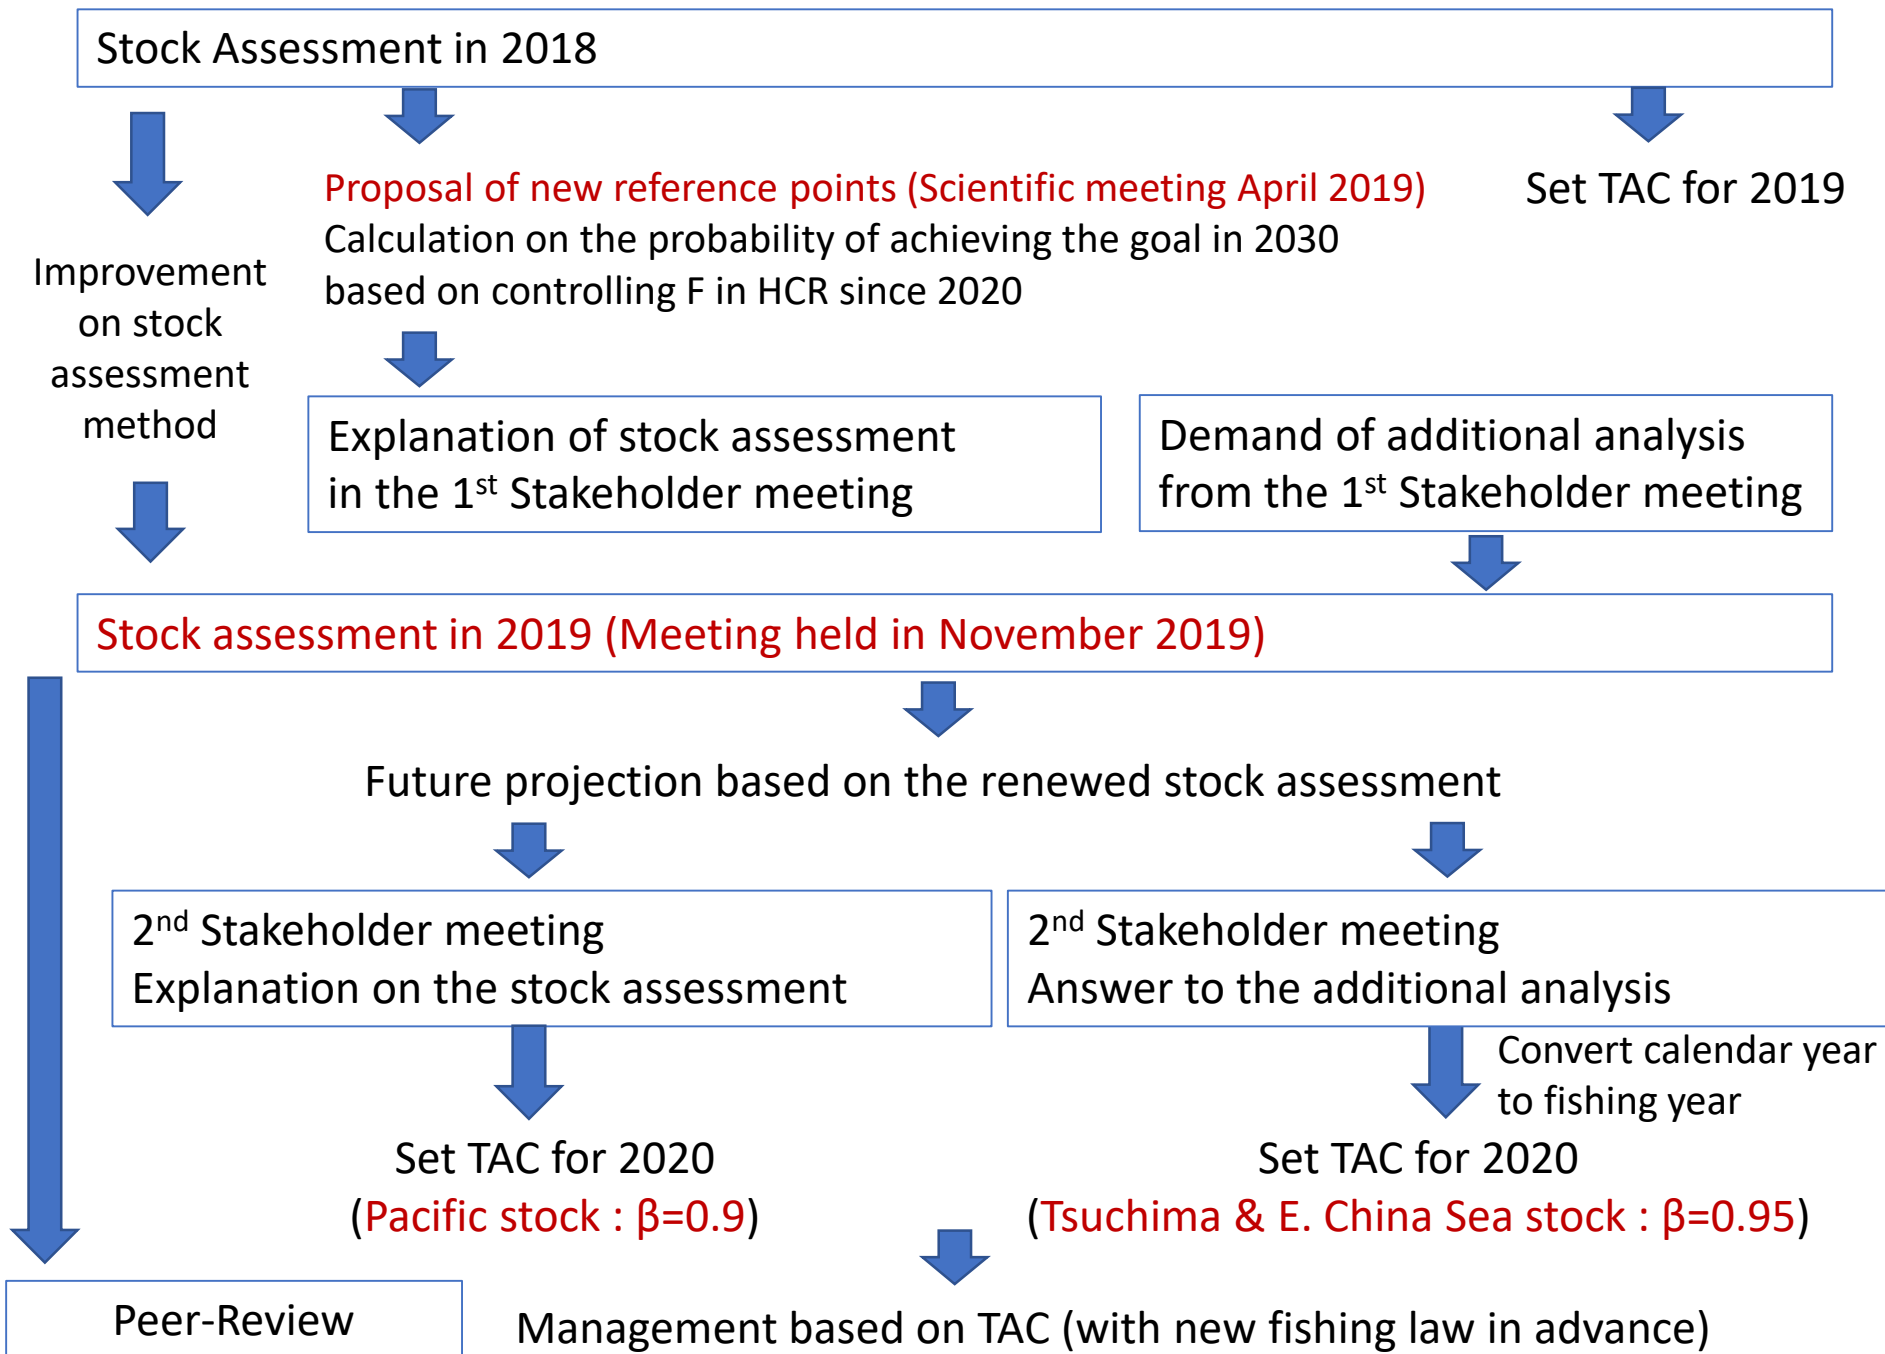 Stock Assessment in 2018
Proposal of new reference points (Scientific meeting April 2019)
Calculation on the probability of achieving the goal in 2030
based on controlling F in HCR since 2020
Set TAC for 2019
Improvement
on stock
assessment
method
Explanation of stock assessment
in the 1st Stakeholder meeting
Demand of additional analysis
from the 1st Stakeholder meeting
Stock assessment in 2019 (Meeting held in November 2019)
Future projection based on the renewed stock assessment
2nd Stakeholder meeting
Explanation on the stock assessment
2nd Stakeholder meeting
Answer to the additional analysis
Convert calendar year
to fishing year
Set TAC for 2020
(Pacific stock : β=0.9)
Set TAC for 2020
(Tsuchima & E. China Sea stock : β=0.95)
Peer-Review
Management based on TAC (with new fishing law in advance)